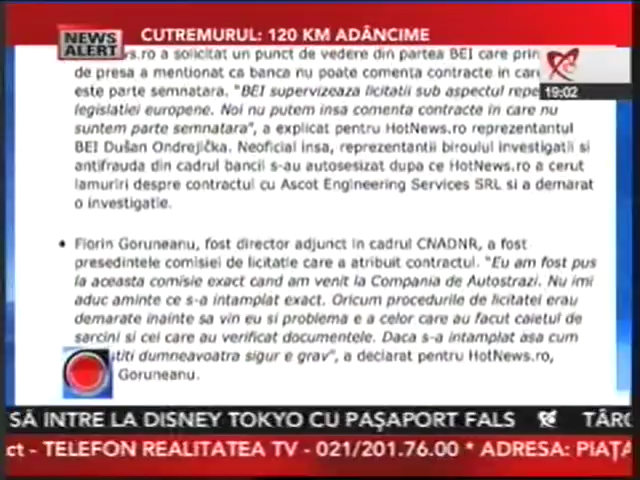 NEWS ALERT
CUTREMURUL: 120 KM ADÂNCIME
s.ro a solicitat un punct de vedere din partea BEI care prin
de presa a mentionat ca banca nu poate comenta contracte in care
este parte semnatara. "BEI supervizeaza licitatii sub aspectul repe
19:02
legislatiei europene. Noi nu putem insa comenta contracte in care nu
suntem parte semnatara", a explicat pentru HotNews.ro reprezentantul
BEI Dušan Ondrejička. Neoficial insa, reprezentantii biroului investigatii si
antifrauda din cadrul bancii s-au autosesizat dupa ce HotNews.ro a cerut
lamuriri despre contractul cu Ascot Engineering Services SRL si a demarat
o investigatie.
• Florin Goruneanu, fost director adjunct in cadrul CNADNR, a fost
presedintele comisiei de licitatie care a atribuit contractul. "Eu am fost pus
la aceasta comisie exact cand am venit la Compania de Autostrazi. Nu imi
aduc aminte ce s-a intamplat exact. Oricum procedurile de licitatei erau
demarate inainte sa vin eu si problema e a celor care au facut caietul de
sarcini si cei care au verificat documentele. Daca s-a intamplat asa cum
titi dumneavoatra sigur e grav", a declarat pentru HotNews.ro,
Goruneanu.
SĂ INTRE LA DISNEY TOKYO CU PAŞAPORT FALS TÂRG
ct - TELEFON REALITATEA TV - 021/201.76.00 * ADRESA: PIAŢA